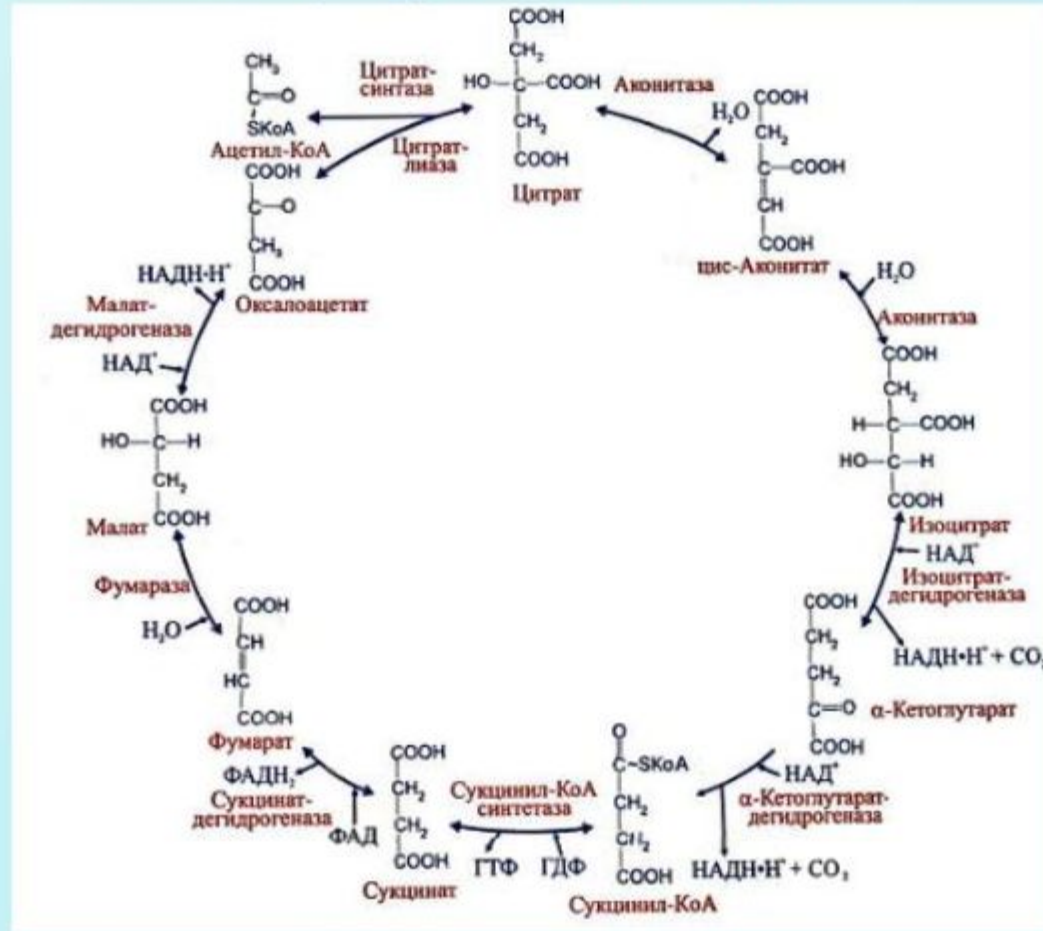 COOH
CH₂
HO—C—COOH
CH₂
COOH
Цитрат
Цитрат-
синтаза
Цитрат-
лиаза
Аконитаза
H₂O
COOH
CH₂
C—COOH
CH
COOH
цис-Аконитат
H₂O
Аконитаза
COOH
CH₂
H—C—COOH
HO—C—H
COOH
Изоцитрат
НАД⁺
Изоцитрат-
дегидрогеназа
НАДН•Н⁺ + CO₂
COOH
CH₂
CH₂
C=O
COOH
α-Кетоглутарат
НАД⁺
α-Кетоглутарат-
дегидрогеназа
НАДН•Н⁺ + CO₂
O
C~SKoA
CH₂
CH₂
COOH
Сукцинил-КоА
Сукцинил-КоА
синтетаза
ГТФ ГДФ
COOH
CH₂
CH₂
COOH
Сукцинат
ФАДН₂
Сукцинат-
дегидрогеназа
ФАД
COOH
CH
HC
COOH
Фумарат
Фумараза
H₂O
COOH
HO—C—H
CH₂
COOH
Малат
НАДН•Н⁺
Малат-
дегидрогеназа
НАД⁺
COOH
C—O
CH₃
COOH
Оксалоацетат
CH₃
C=O
SKoA
Ацетил-КоА